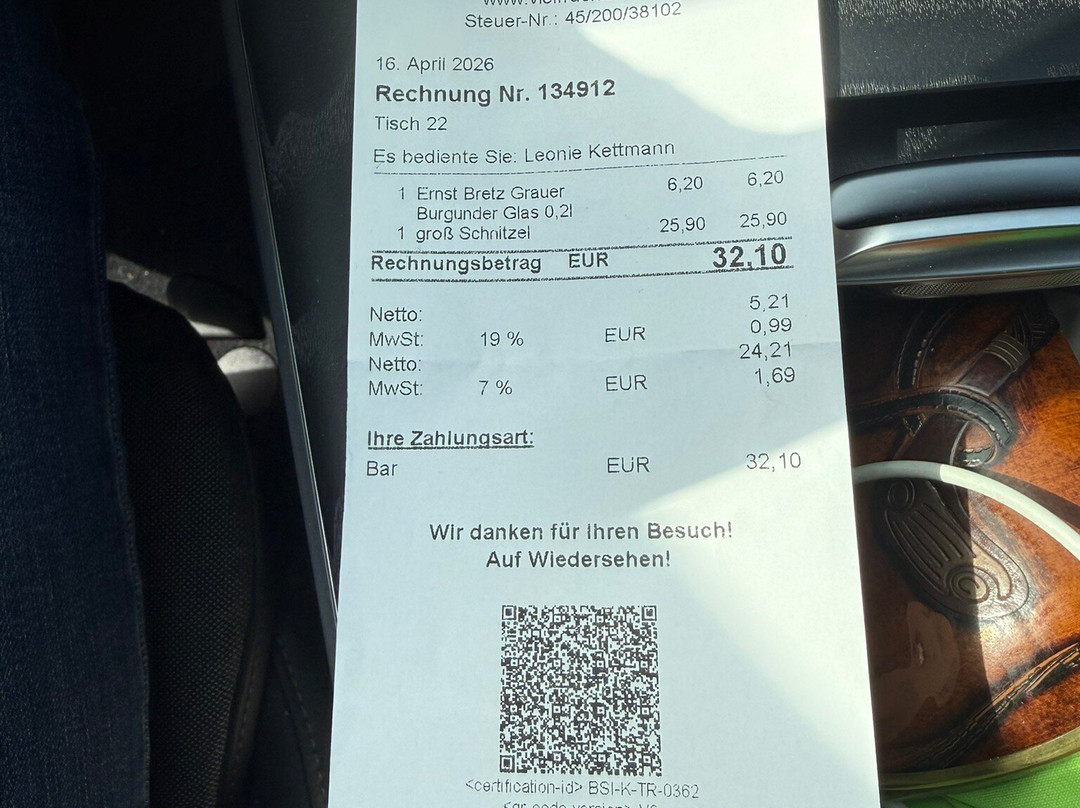 Steuer-Nr.: 45/200/38102
16. April 2026
Rechnung Nr. 134912
Tisch 22
Es bediente Sie: Leonie Kettmann
1 Ernst Bretz Grauer 6,20 6,20
Burgunder Glas 0,2l
1 groß Schnitzel 25,90 25,90
Rechnungsbetrag EUR 32,10
Netto: 5,21
MwSt: 19 % EUR 0,99
Netto: 24,21
MwSt: 7 % EUR 1,69
Ihre Zahlungsart:
Bar EUR 32,10
Wir danken für Ihren Besuch!
Auf Wiedersehen!
<certification-id> BSI-K-TR-0362